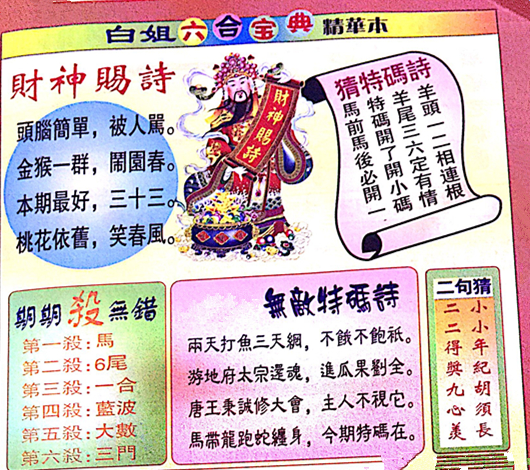 白姐六合宝典 精華本
財神賜詩
頭腦簡單，被人罵。
金猴一群，鬧園春。
本期最好，三十三。
桃花依舊，笑春風。
財神賜詩
猜特碼詩
羊頭一二相連根
羊尾三六定有情
特碼開了開小碼
馬前馬後必開一
期期殺無錯
第一殺：馬
第二殺：6尾
第三殺：一合
第四殺：藍波
第五殺：大數
第六殺：三門
無敵特碼詩
兩天打魚三天網，不餓不飽祇。
游地府太宗還魂，進瓜果劉全。
唐王秉誠修大會，主人不視它。
馬帶龍跑蛇纏身，今期特碼在。
二句猜
小小年紀胡須長
二二得獎九心美